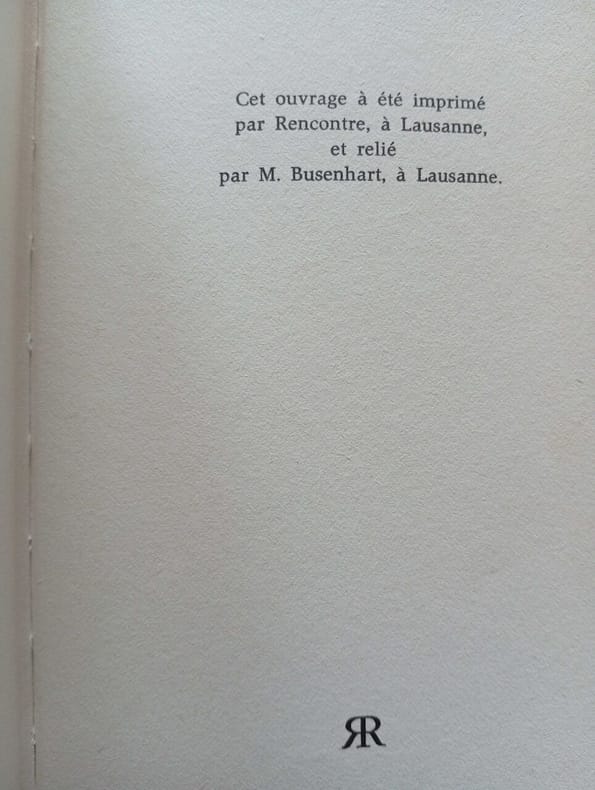 Cet ouvrage à été imprimé
par Rencontre, à Lausanne,
et relié
par M. Busenhart, à Lausanne.
RR